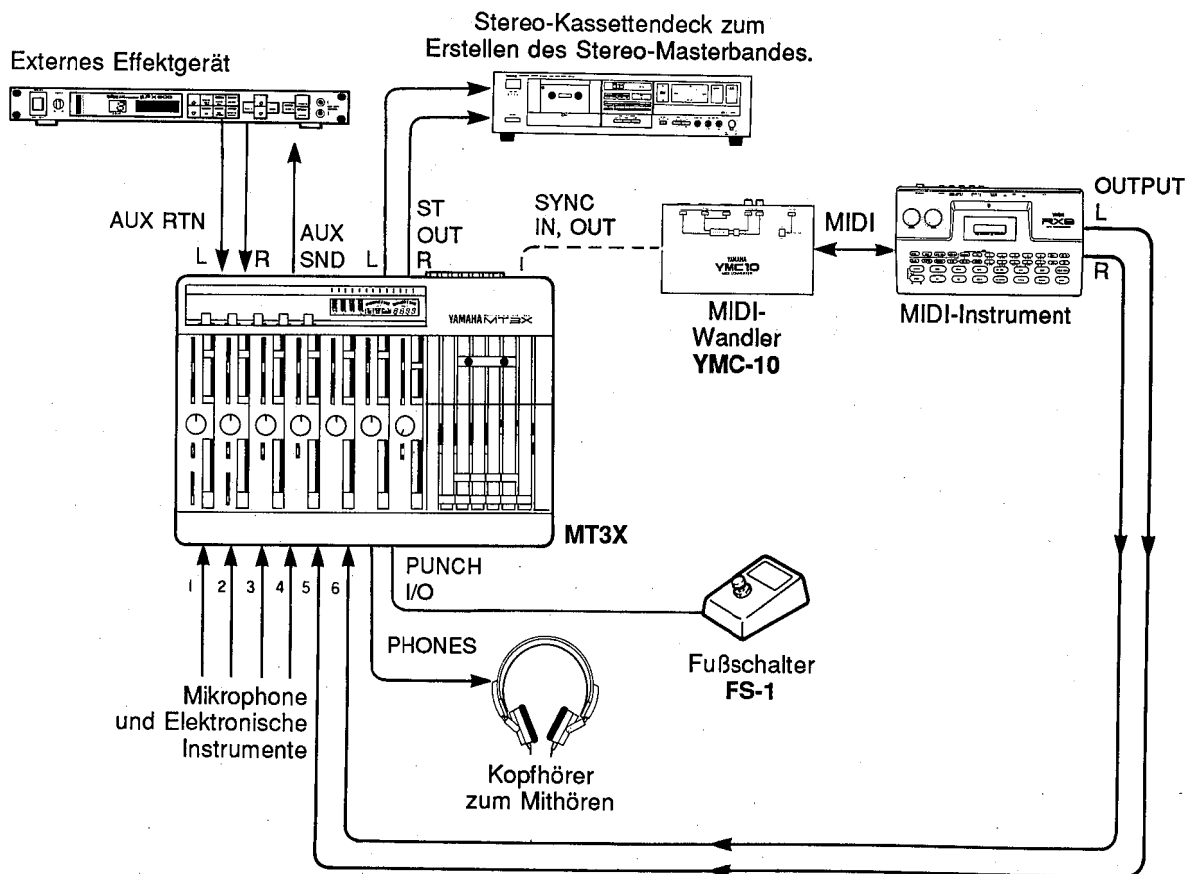 Stereo-Kassettendeck zum
Erstellen des Stereo-Masterbandes.
Externes Effektgerät
AUX RTN
L
R
AUX
SND
L
ST
OUT
R
SYNC
IN, OUT
MIDI
OUTPUT
L
R
YAMAHA
YMC10
RX8
YAMAHA MT3X
MIDI-
Wandler
YMC-10
MIDI-Instrument
MT3X
1 2 3 4 5 6
PUNCH
I/O
PHONES
Fußschalter
FS-1
Mikrophone
und Elektronische
Instrumente
Kopfhörer
zum Mithören